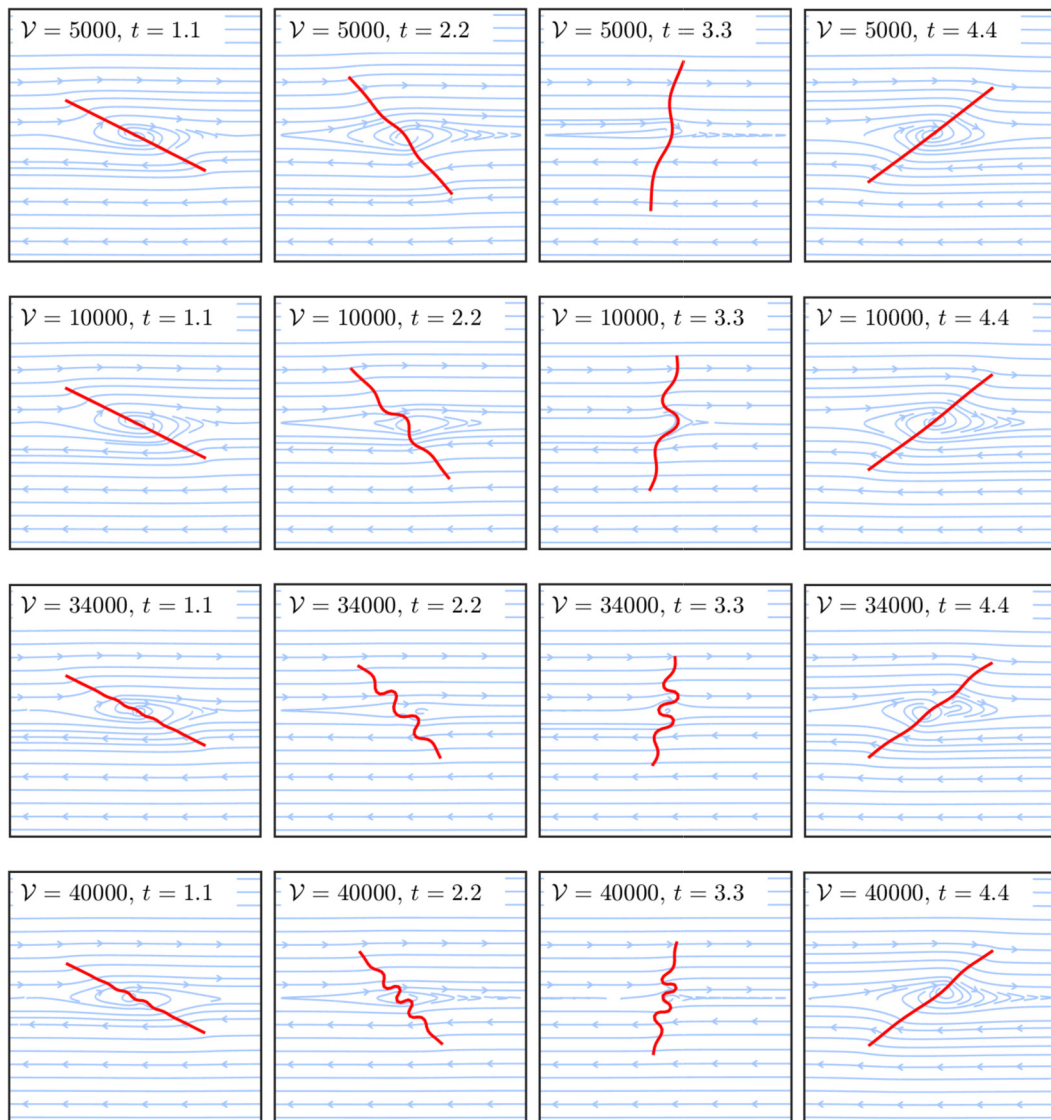 𝒱 = 5000, t = 1.1
𝒱 = 5000, t = 2.2
𝒱 = 5000, t = 3.3
𝒱 = 5000, t = 4.4
𝒱 = 10000, t = 1.1
𝒱 = 10000, t = 2.2
𝒱 = 10000, t = 3.3
𝒱 = 10000, t = 4.4
𝒱 = 34000, t = 1.1
𝒱 = 34000, t = 2.2
𝒱 = 34000, t = 3.3
𝒱 = 34000, t = 4.4
𝒱 = 40000, t = 1.1
𝒱 = 40000, t = 2.2
𝒱 = 40000, t = 3.3
𝒱 = 40000, t = 4.4